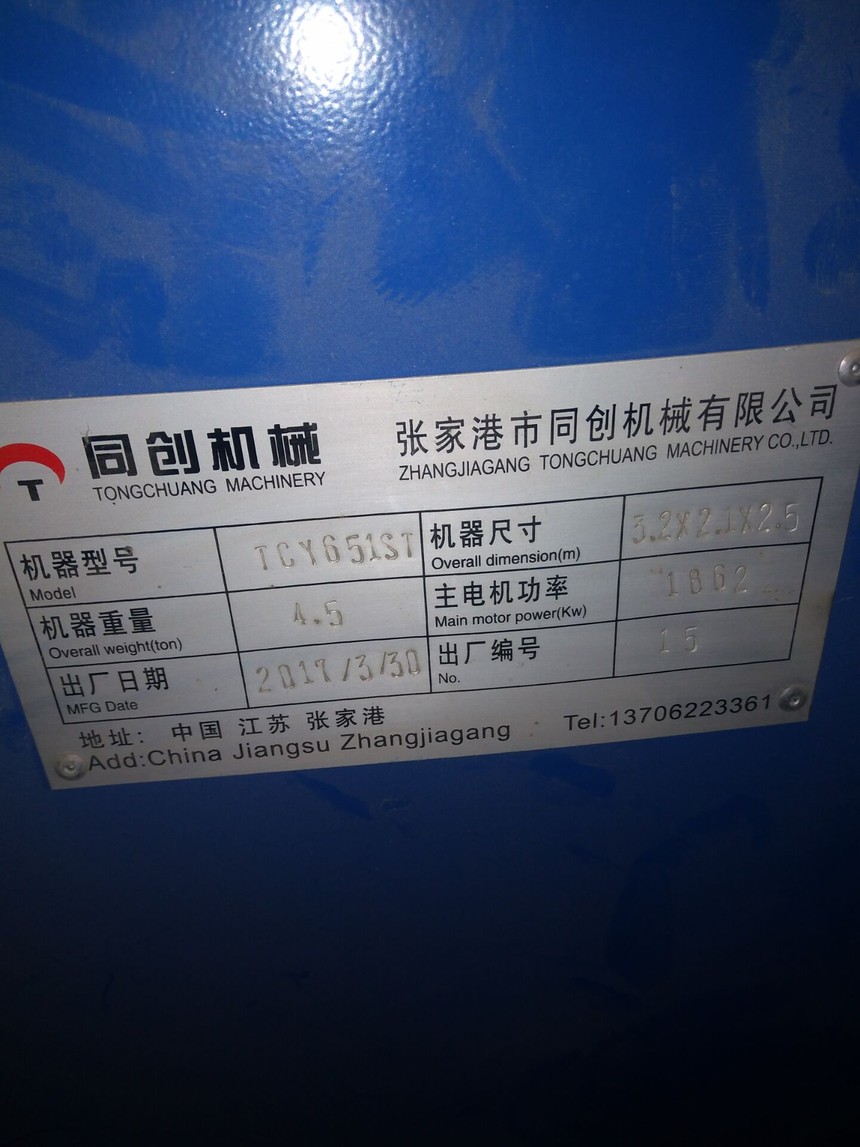 T
同创机械
TONGCHUANG MACHINERY
张家港市同创机械有限公司
ZHANGJIAGANG TONGCHUANG MACHINERY CO.,LTD.
机器型号 TCY651ST 机器尺寸 3.2X2.1X2.5
Model Overall dimension(m)
机器重量 4.5 主电机功率 1862
Overall weight(ton) Main motor power(Kw)
出厂日期 2017/3/30 出厂编号 15
MFG Date No.
地址: 中国 江苏 张家港
Add:China Jiangsu Zhangjiagang Tel:13706223361